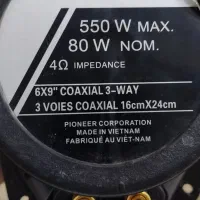 550 W MAX.
80 W NOM.
4Ω IMPEDANCE
6X9" COAXIAL 3-WAY
3 VOIES COAXIAL 16cmX24cm
PIONEER CORPORATION
MADE IN VIETNAM
FABRIQUÉ AU VIÊT-NAM